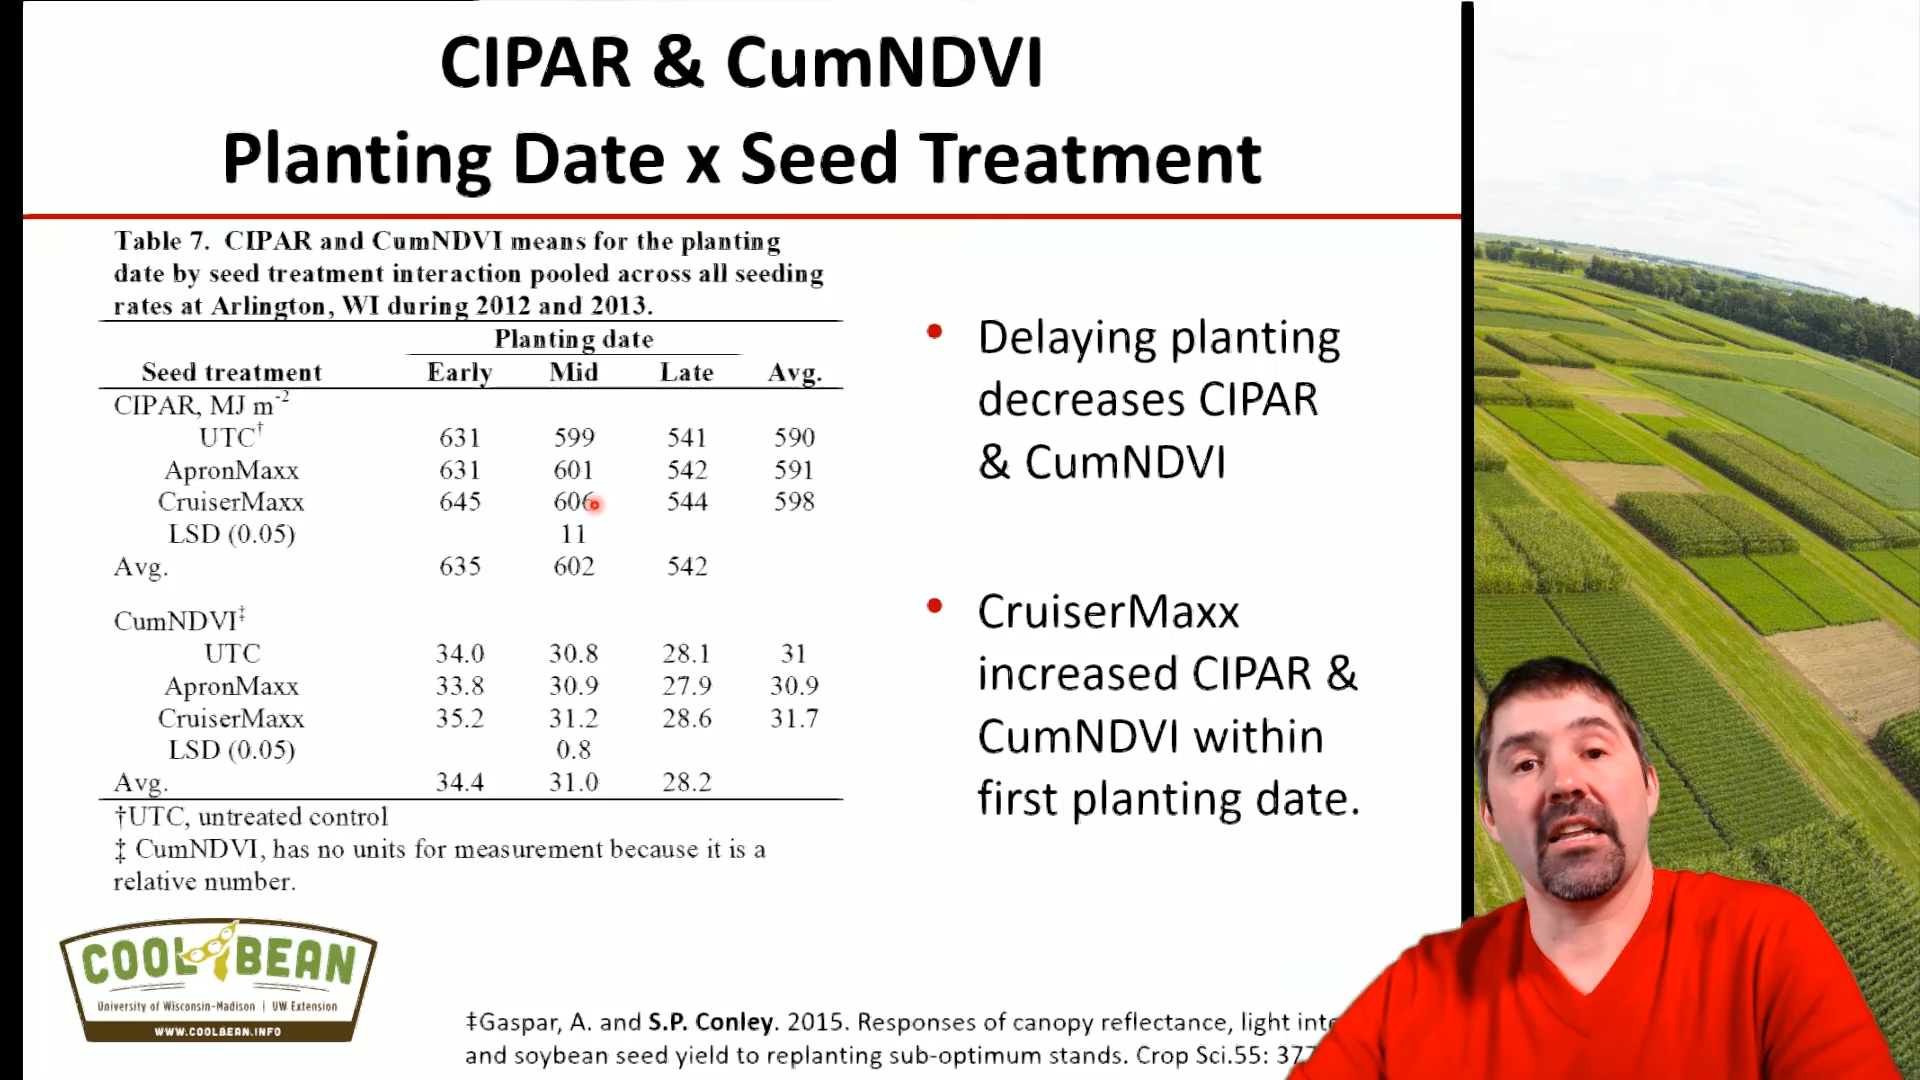 CIPAR & CumNDVI
Planting Date x Seed Treatment
Table 7. CIPAR and CumNDVI means for the planting
date by seed treatment interaction pooled across all seeding
rates at Arlington, WI during 2012 and 2013.
Planting date
Seed treatment Early Mid Late Avg.
CIPAR, MJ m-2
UTC† 631 599 541 590
ApronMaxx 631 601 542 591
CruiserMaxx 645 606 544 598
LSD (0.05) 11
Avg. 635 602 542
CumNDVI‡
UTC 34.0 30.8 28.1 31
ApronMaxx 33.8 30.9 27.9 30.9
CruiserMaxx 35.2 31.2 28.6 31.7
LSD (0.05) 0.8
Avg. 34.4 31.0 28.2
†UTC, untreated control
‡ CumNDVI, has no units for measurement because it is a
relative number.
• Delaying planting
decreases CIPAR
& CumNDVI
• CruiserMaxx
increased CIPAR &
CumNDVI within
first planting date.
COOL BEAN
University of Wisconsin-Madison | UW Extension
WWW.COOLBEAN.INFO
‡Gaspar, A. and S.P. Conley. 2015. Responses of canopy reflectance, light
and soybean seed yield to replanting sub-optimum stands. Crop Sci.55: